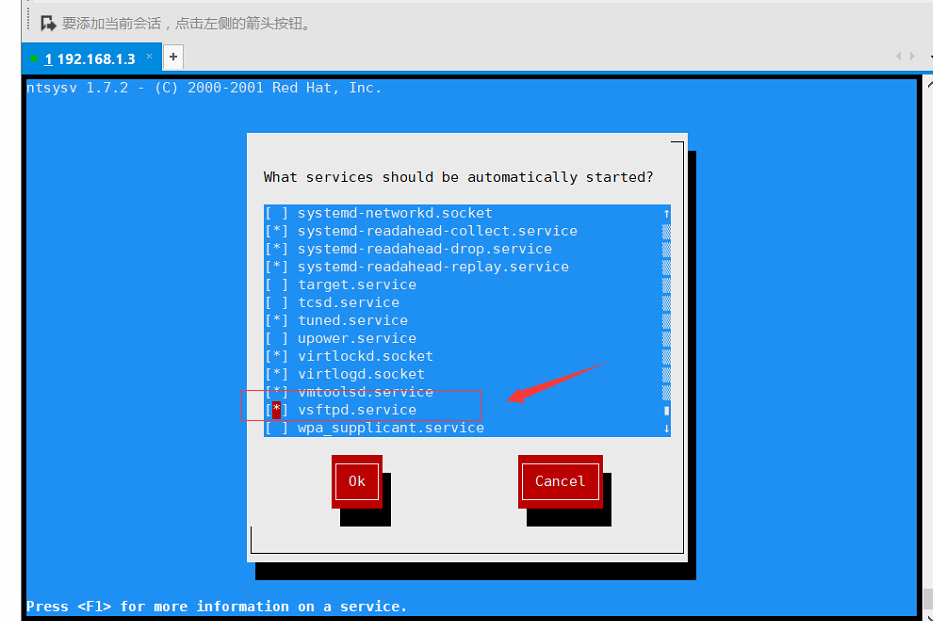 要添加当前会话，点击左侧的箭头按钮。
1 192.168.1.3 × +
ntsysv 1.7.2 - (C) 2000-2001 Red Hat, Inc.
What services should be automatically started?
[ ] systemd-networkd.socket
[*] systemd-readahead-collect.service
[*] systemd-readahead-drop.service
[*] systemd-readahead-replay.service
[ ] target.service
[ ] tcsd.service
[*] tuned.service
[ ] upower.service
[*] virtlockd.socket
[*] virtlogd.socket
[*] vmtoolsd.service
[*] vsftpd.service
[ ] wpa_supplicant.service
Ok Cancel
Press <F1> for more information on a service.